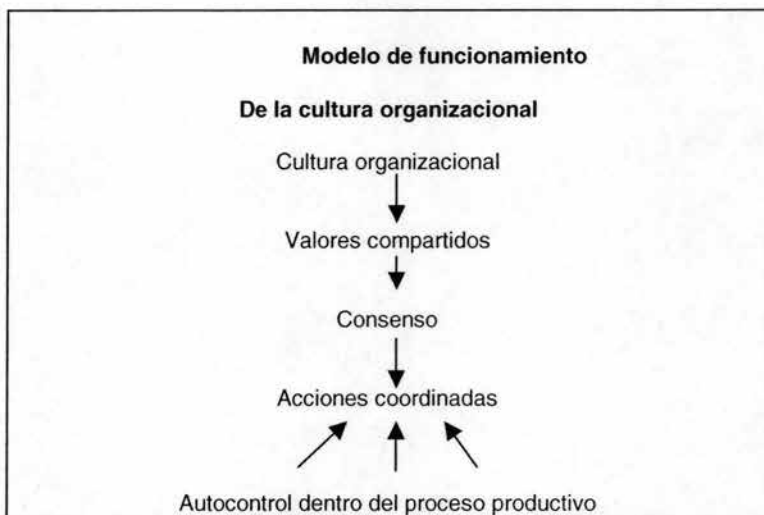 Modelo de funcionamiento
De la cultura organizacional
Cultura organizacional
Valores compartidos
Consenso
Acciones coordinadas
Autocontrol dentro del proceso productivo